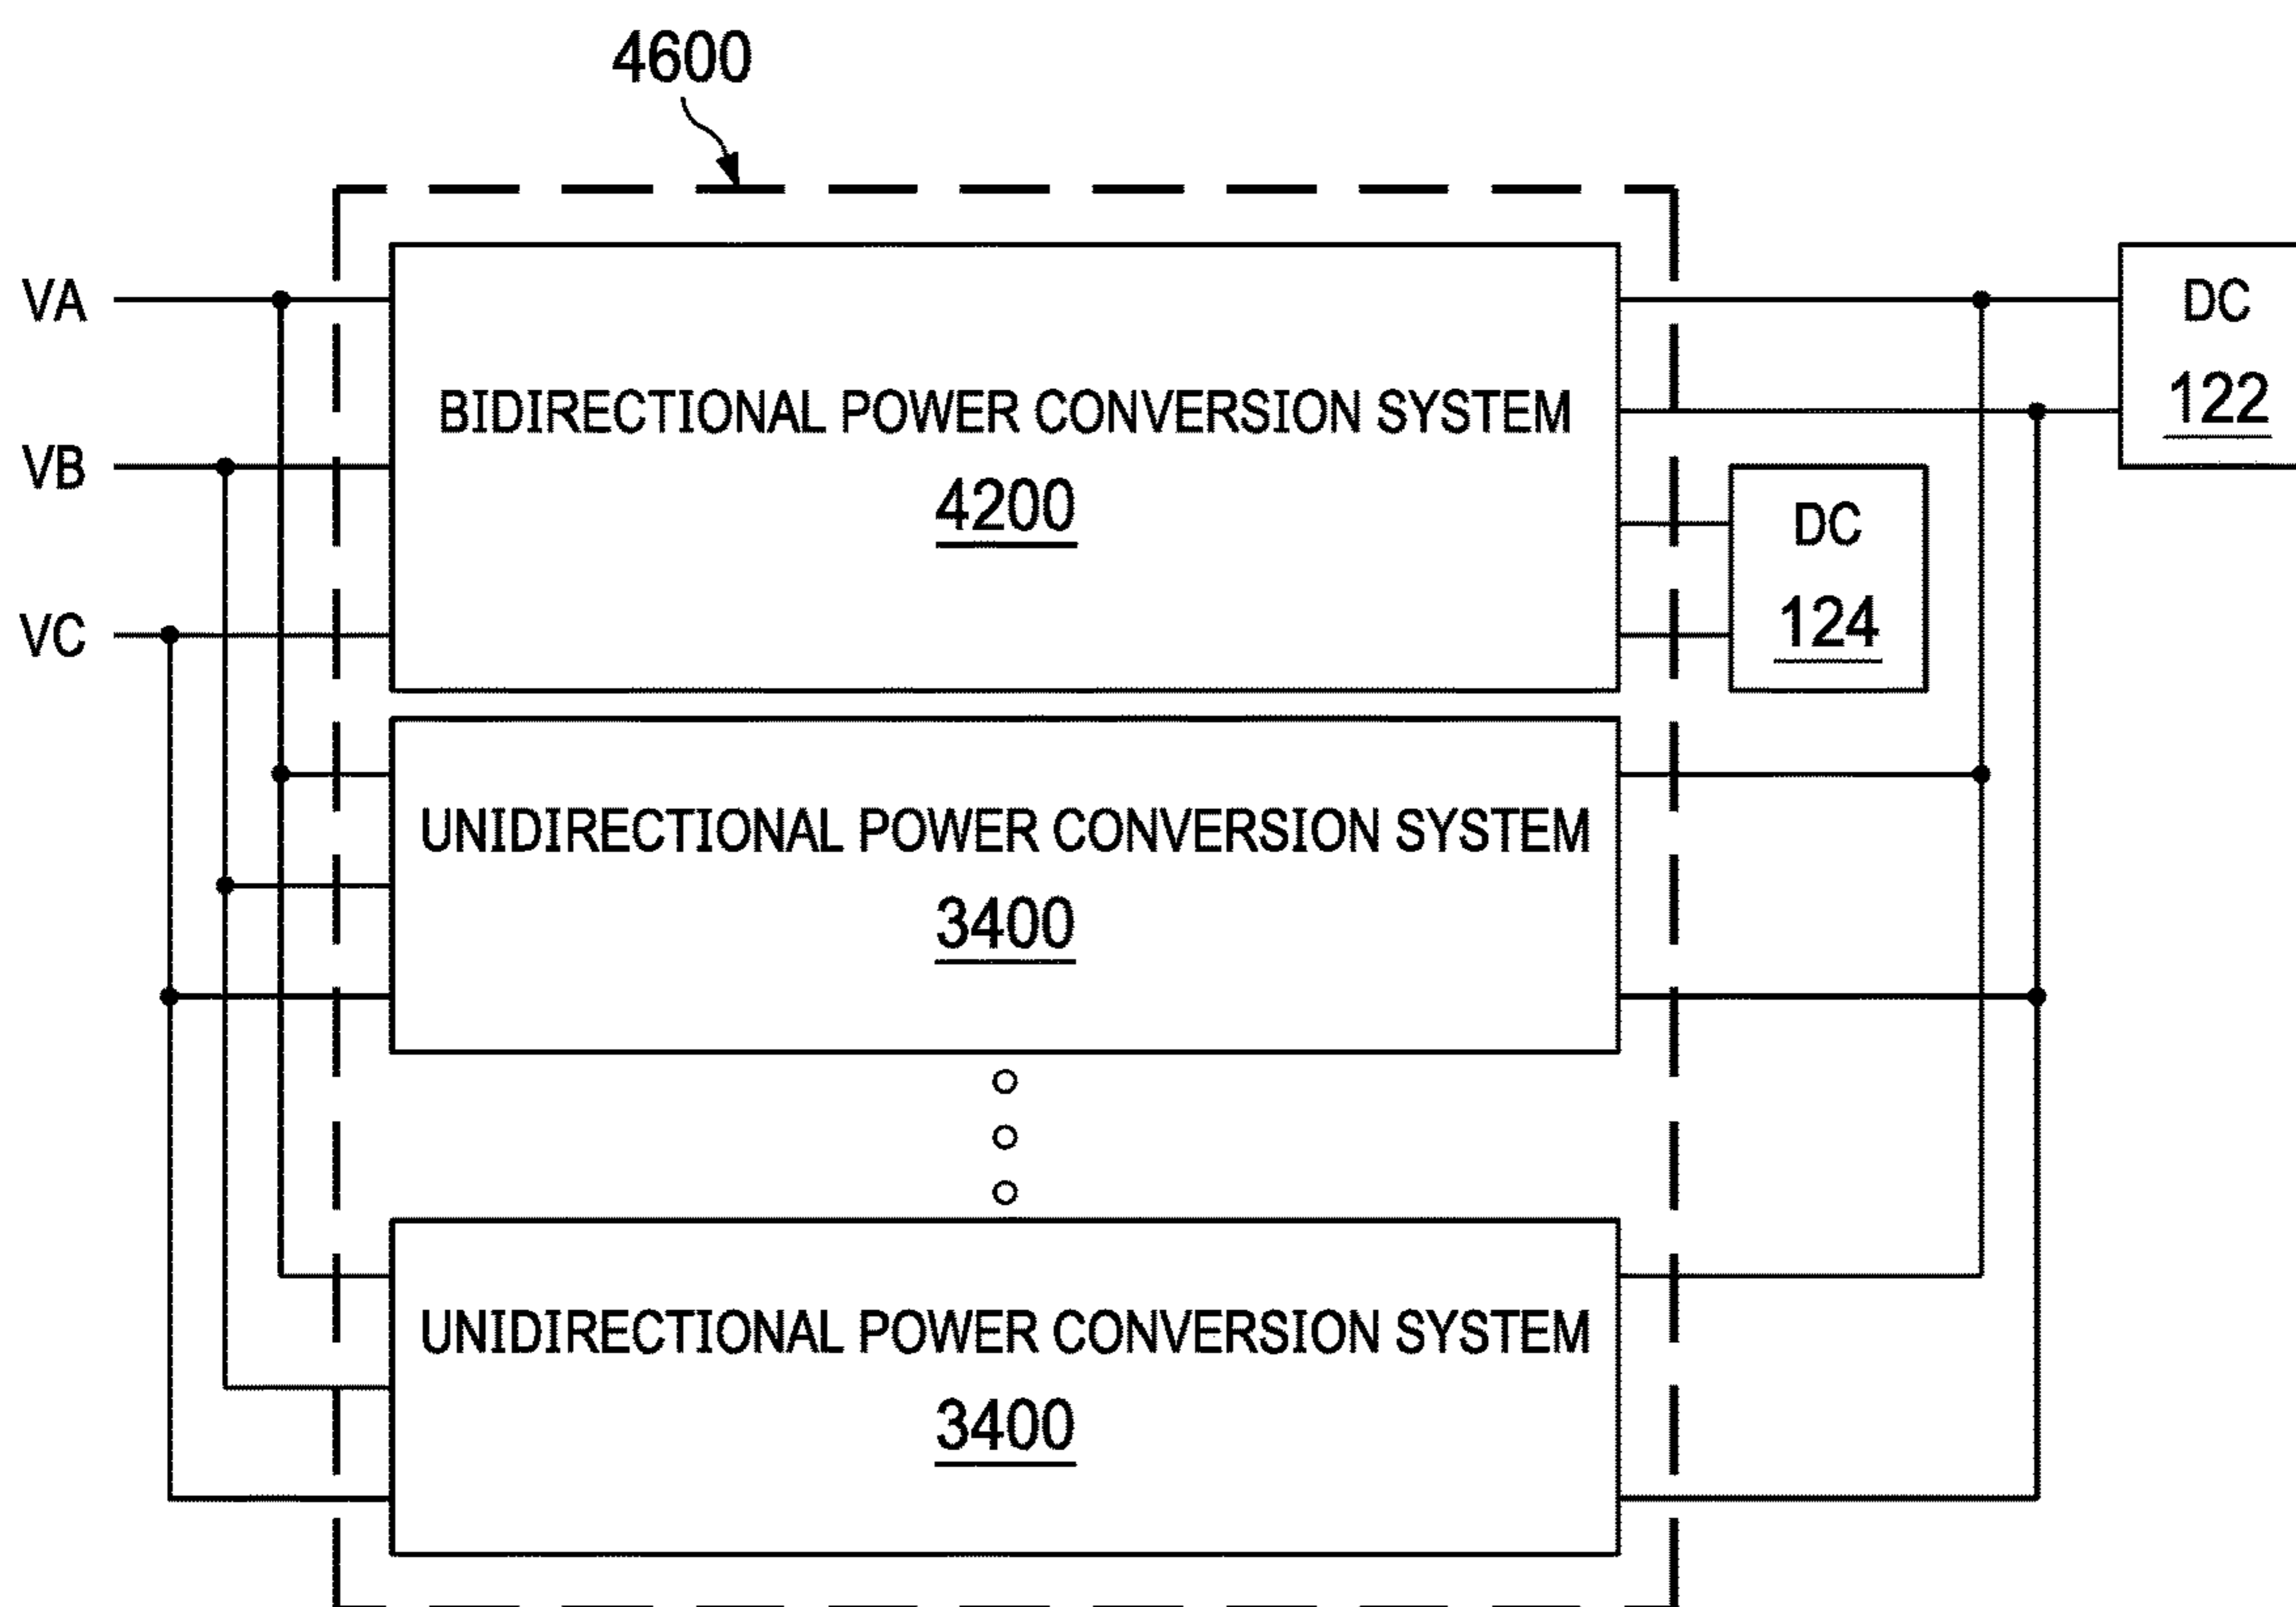 4600
VA
VB
VC
BIDIRECTIONAL POWER CONVERSION SYSTEM
4200
DC
122
DC
124
UNIDIRECTIONAL POWER CONVERSION SYSTEM
3400
UNIDIRECTIONAL POWER CONVERSION SYSTEM
3400